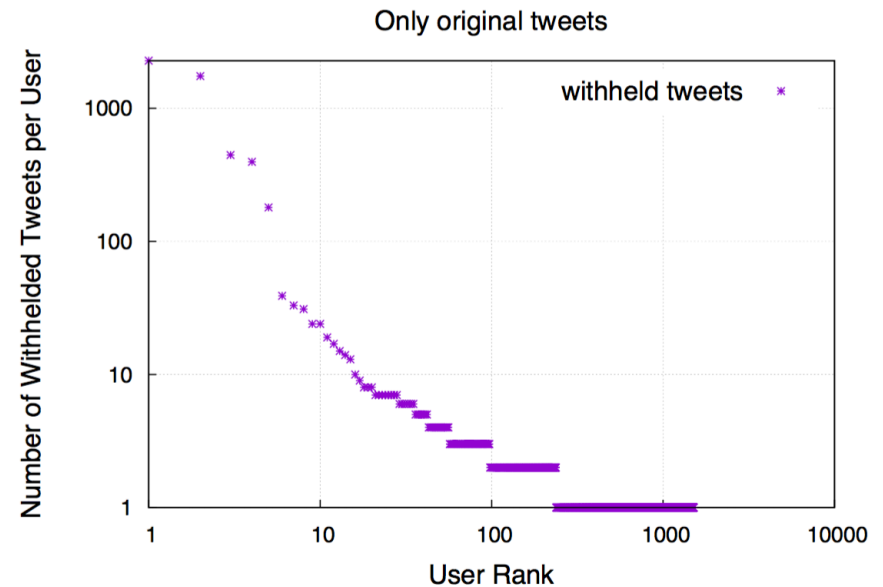 Only original tweets
Number of Withhelded Tweets per User
withheld tweets
1000
100
10
1
1 10 100 1000 10000
User Rank